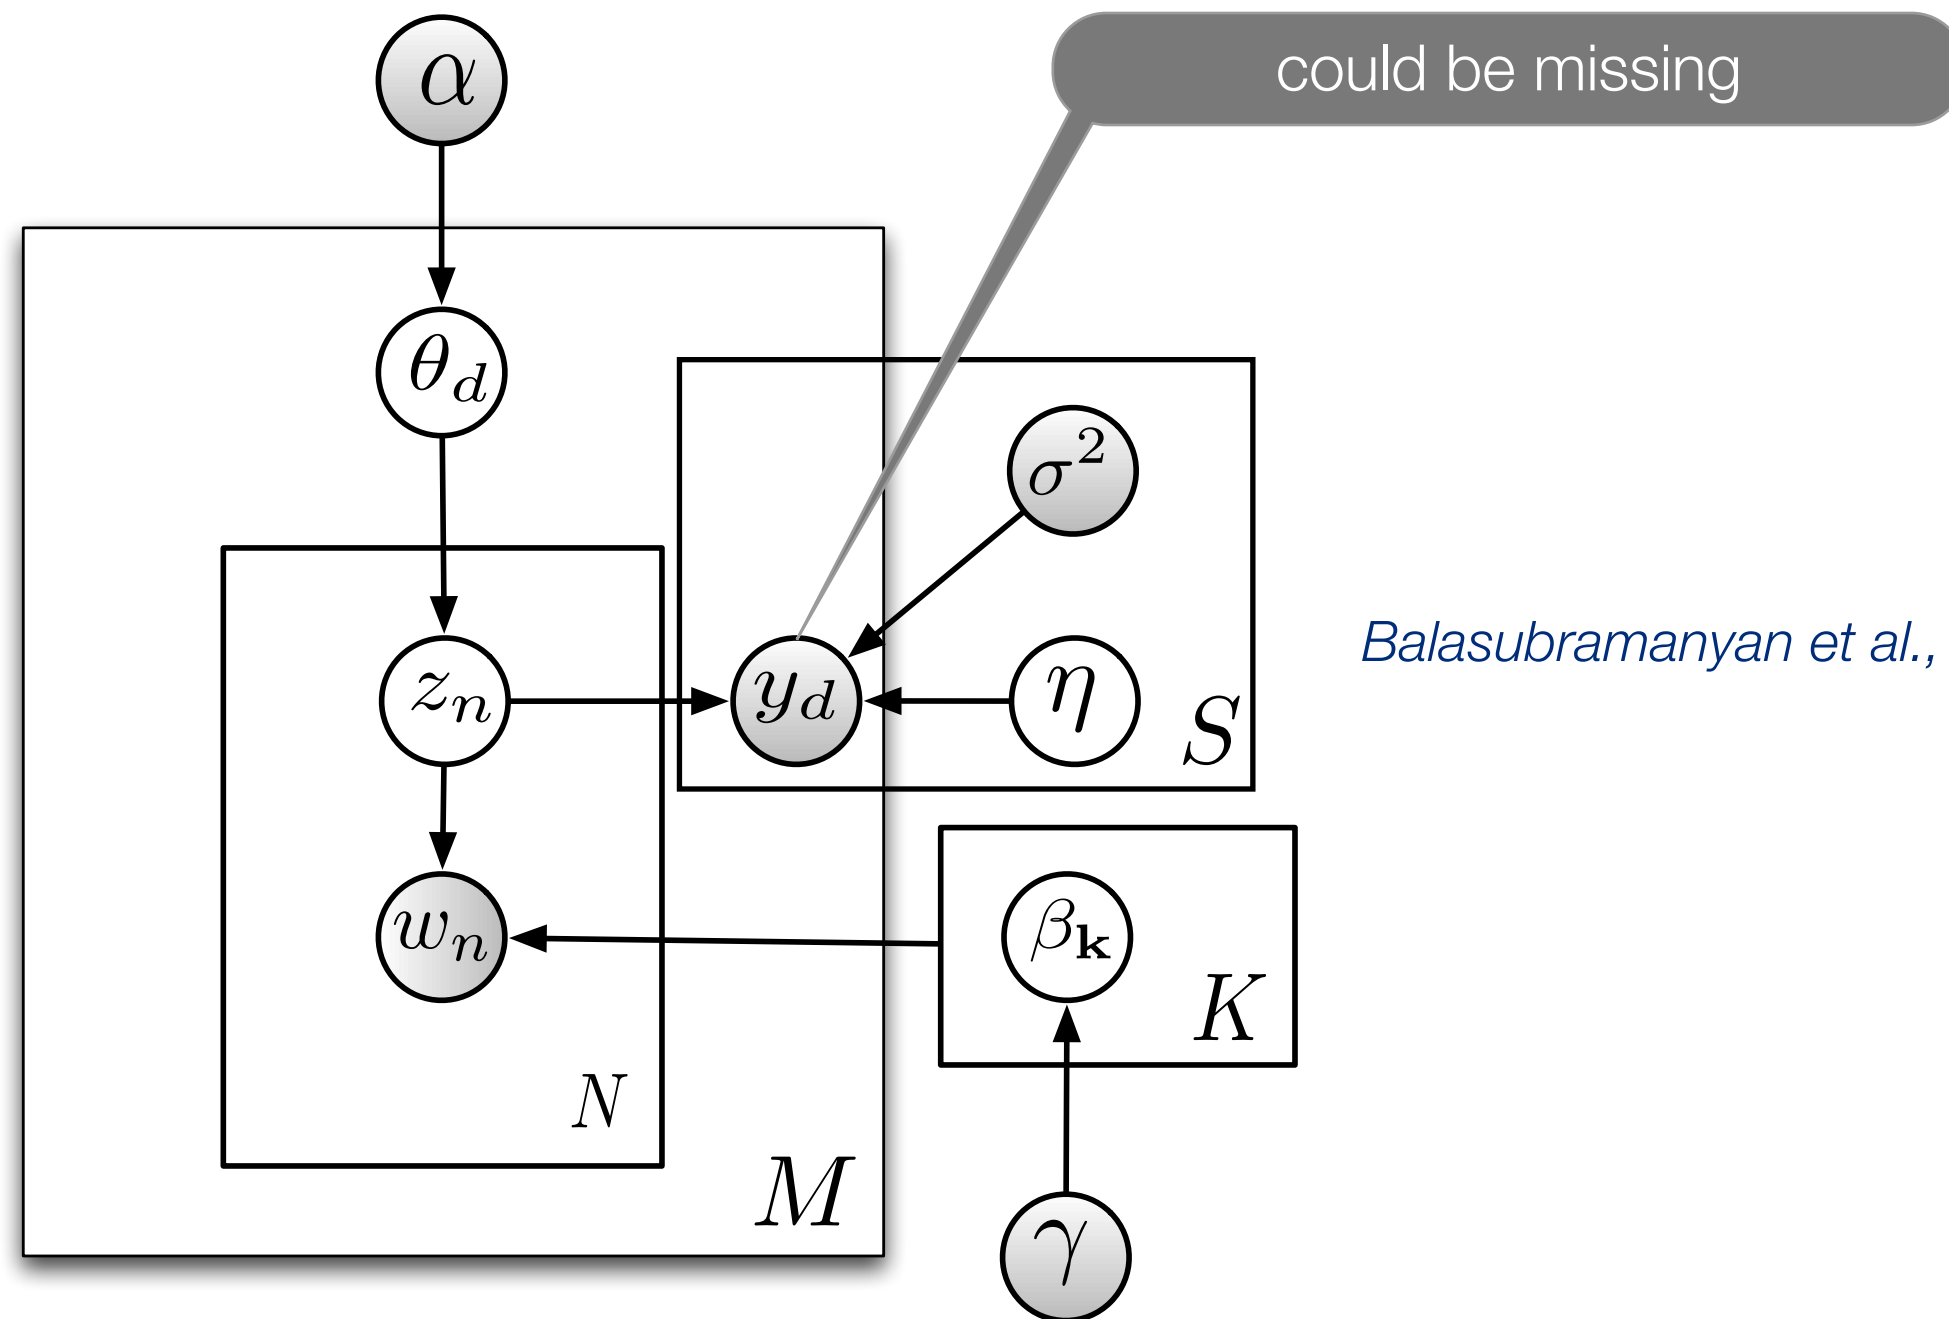 α
could be missing
θ_d
σ²
z_n
y_d
η
S
Balasubramanyan et al.,
w_n
β_k
K
N
M
γ